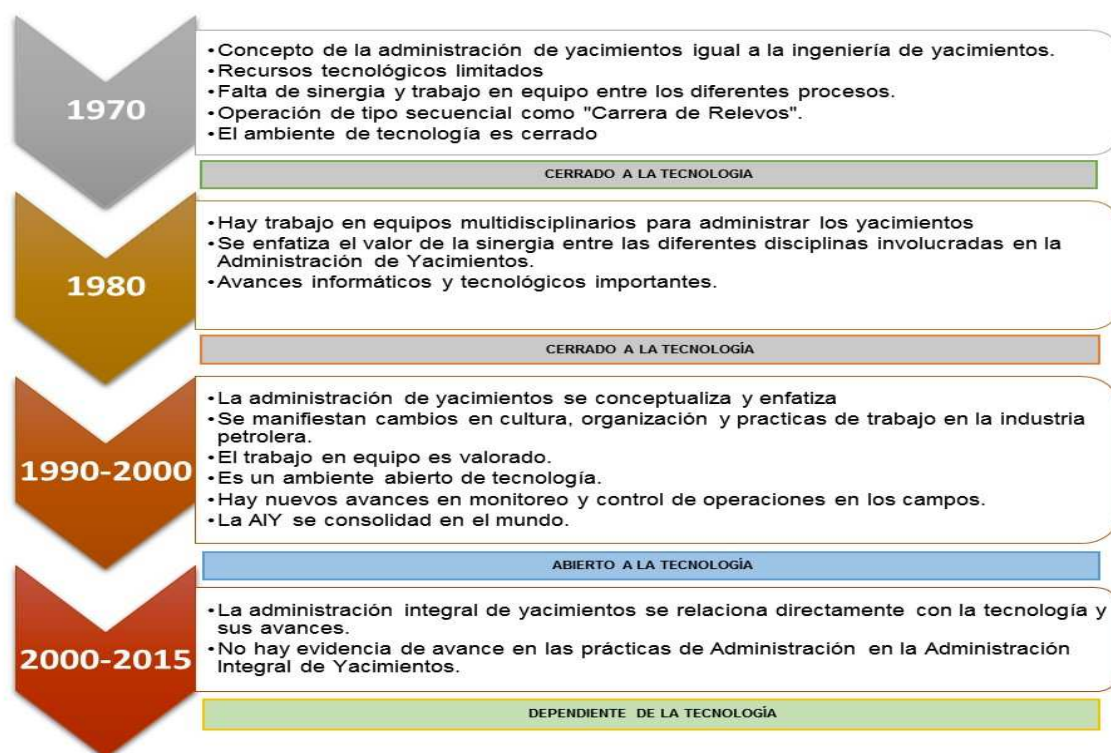 1970
•Concepto de la administración de yacimientos igual a la ingeniería de yacimientos.
•Recursos tecnológicos limitados
•Falta de sinergia y trabajo en equipo entre los diferentes procesos.
•Operación de tipo secuencial como "Carrera de Relevos".
•El ambiente de tecnología es cerrado
CERRADO A LA TECNOLOGIA
1980
•Hay trabajo en equipos multidisciplinarios para administrar los yacimientos
•Se enfatiza el valor de la sinergia entre las diferentes disciplinas involucradas en la
Administración de Yacimientos.
•Avances informáticos y tecnológicos importantes.
CERRADO A LA TECNOLOGÌA
1990-2000
•La administración de yacimientos se conceptualiza y enfatiza
•Se manifiestan cambios en cultura, organización y practicas de trabajo en la industria
petrolera.
•El trabajo en equipo es valorado.
•Es un ambiente abierto de tecnología.
•Hay nuevos avances en monitoreo y control de operaciones en los campos.
•La AIY se consolidad en el mundo.
ABIERTO A LA TECNOLOGÌA
2000-2015
•La administración integral de yacimientos se relaciona directamente con la tecnología y
sus avances.
•No hay evidencia de avance en las prácticas de Administración en la Administración
Integral de Yacimientos.
DEPENDIENTE DE LA TECNOLOGÌA